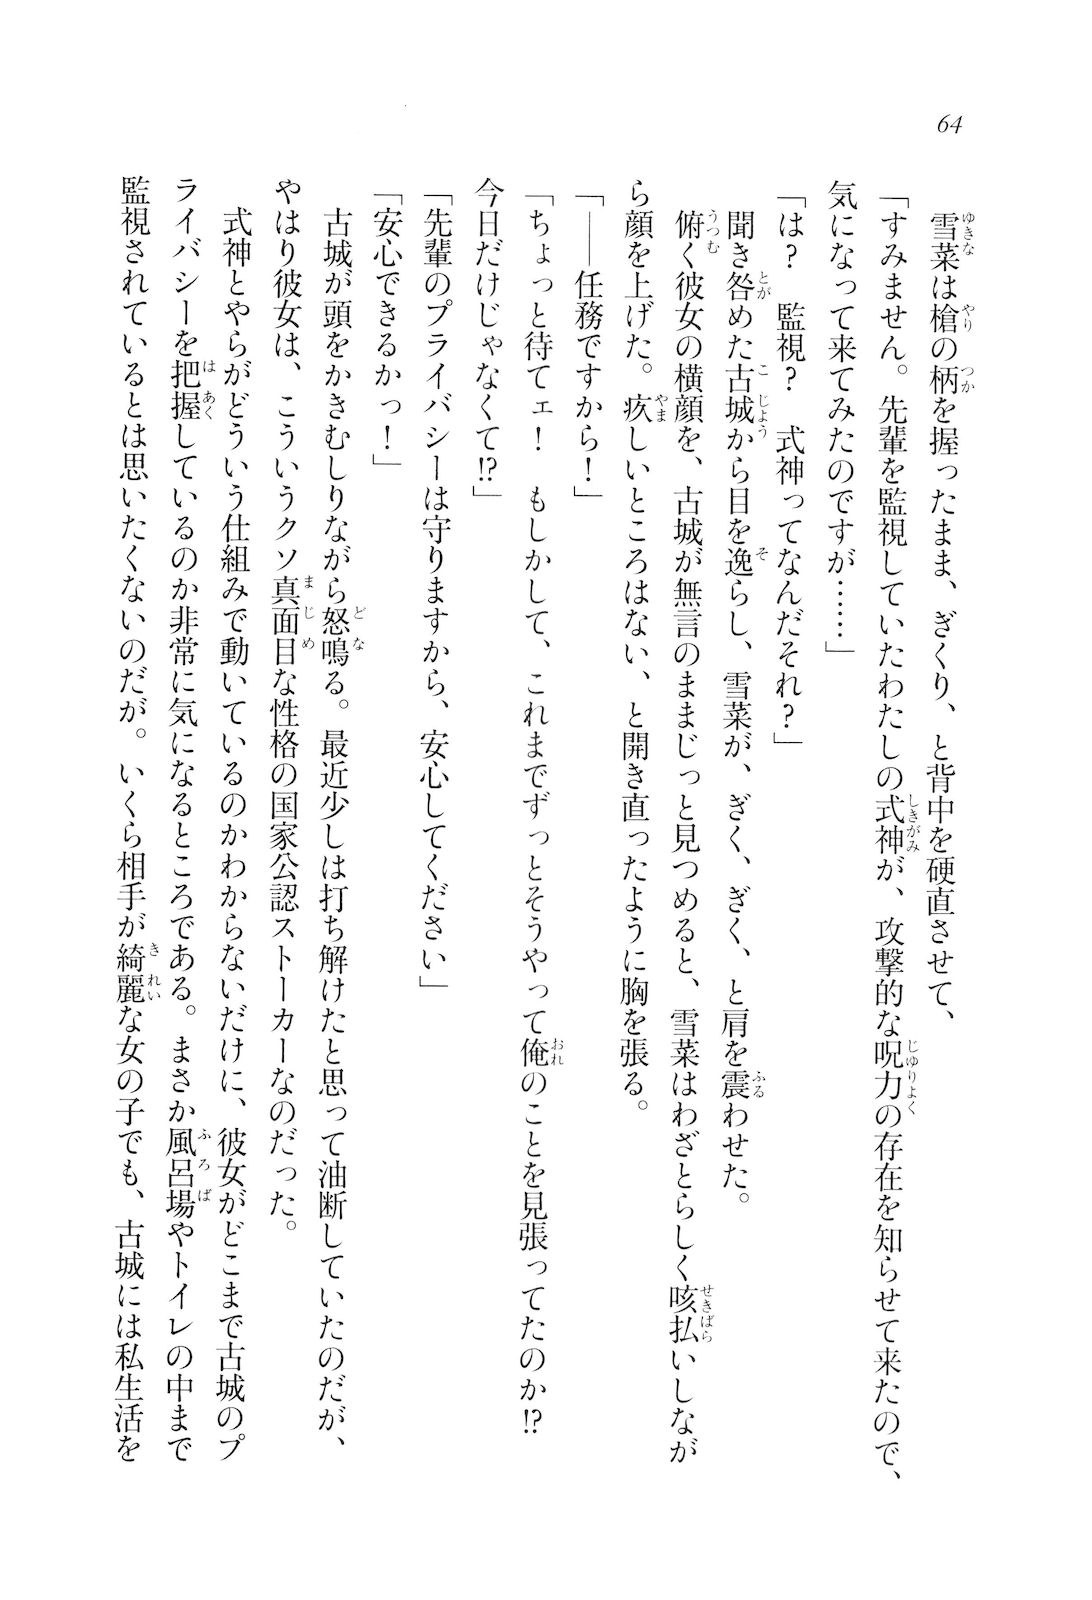 64
雪菜は槍の柄を握ったまま、ぎくり、と背中を硬直させて、
「すみません。先輩を監視していたわたしの式神が、攻撃的な呪力の存在を知らせて来たので、
気になって来てみたのですが……」
「は？　監視？　式神ってなんだそれ？」
聞き咎めた古城から目を逸らし、雪菜が、ぎく、ぎく、と肩を震わせた。
俯く彼女の横顔を、古城が無言のままじっと見つめると、雪菜はわざとらしく咳払いしなが
ら顔を上げた。疚しいところはない、と開き直ったように胸を張る。
「――任務ですから！」
「ちょっと待てェ！　もしかして、これまでずっとそうやって俺のことを見張ってたのか!?
今日だけじゃなくて!?」
「先輩のプライバシーは守りますから、安心してください」
「安心できるかっ！」
古城が頭をかきむしりながら怒鳴る。最近少しは打ち解けたと思って油断していたのだが、
やはり彼女は、こういうクソ真面目な性格の国家公認ストーカーなのだった。
式神とやらがどういう仕組みで動いているのかわからないだけに、彼女がどこまで古城のプ
ライバシーを把握しているのか非常に気になるところである。まさか風呂場やトイレの中まで
監視されているとは思いたくないのだが。いくら相手が綺麗な女の子でも、古城には私生活を